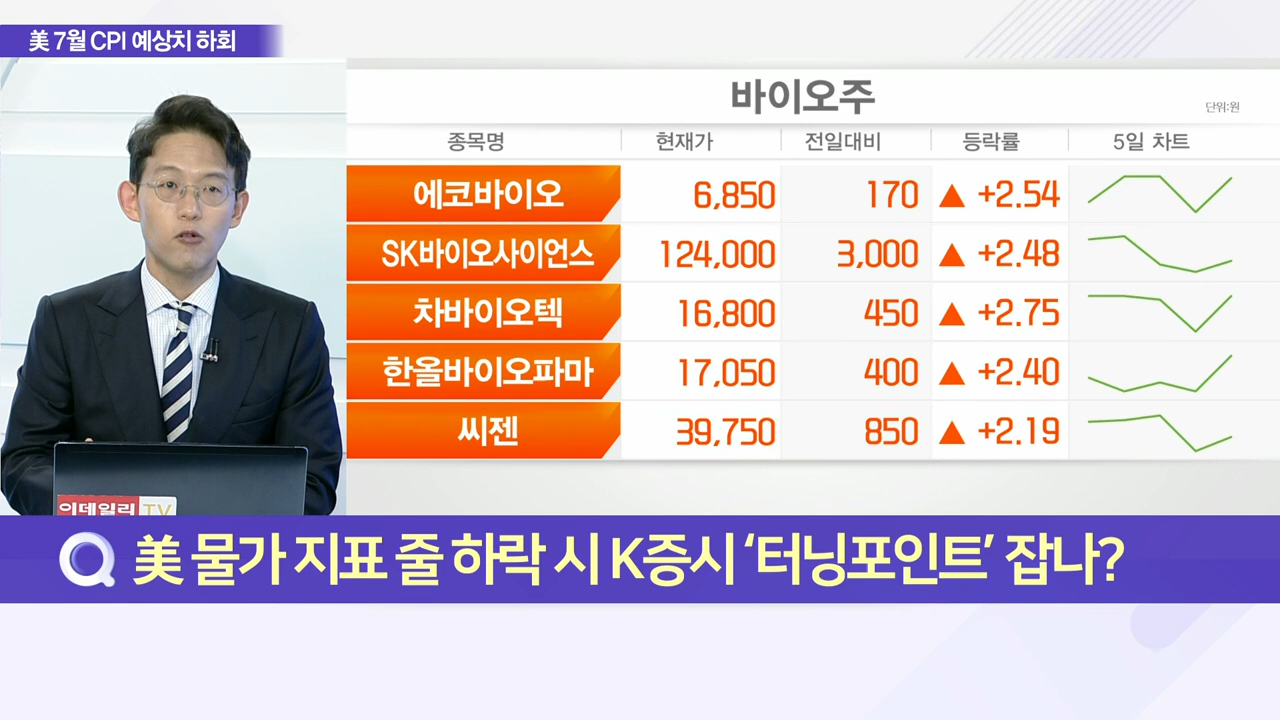 美 7월 CPI 예상치 하회
바이오주
단위:원
종목명 현재가 전일대비 등락률 5일 차트
에코바이오 6,850 170 ▲ +2.54
SK바이오사이언스 124,000 3,000 ▲ +2.48
차바이오텍 16,800 450 ▲ +2.75
한올바이오파마 17,050 400 ▲ +2.40
씨젠 39,750 850 ▲ +2.19
이데일리 TV
美 물가 지표 줄 하락 시 K증시 ‘터닝포인트’ 잡나?